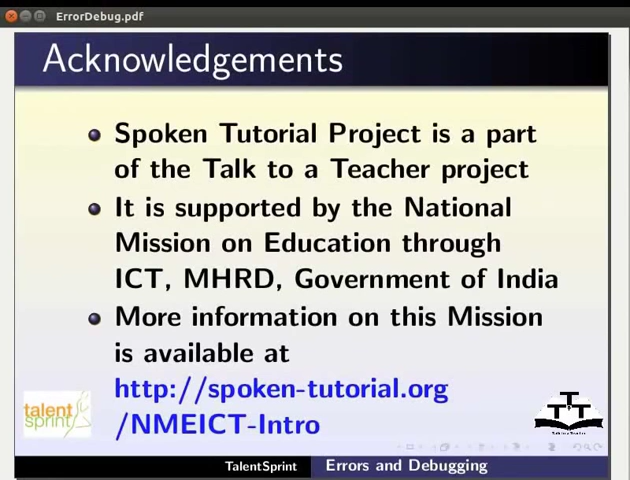 ErrorDebug.pdf
Acknowledgements
Spoken Tutorial Project is a part
of the Talk to a Teacher project
It is supported by the National
Mission on Education through
ICT, MHRD, Government of India
More information on this Mission
is available at
http://spoken-tutorial.org
/NMEICT-Intro
talent
sprint
TTT
TalentSprint
Errors and Debugging